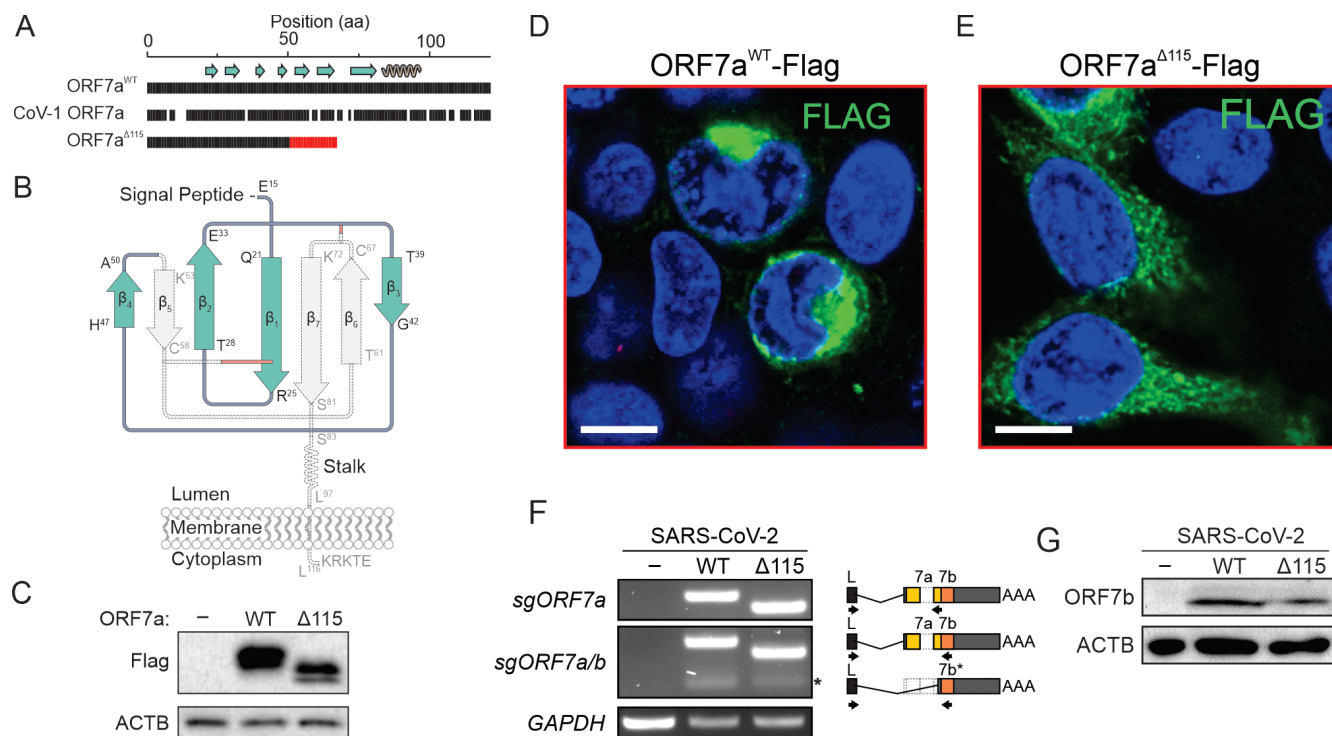 A
Position (aa)
0 50 100
ORF7aWT
CoV-1 ORF7a
ORF7aΔ115
B
Signal Peptide
E15
E33
A50
K53
Q21
K72
C67
T39
β4
β5
β2
β1
β7
β6
β3
H47
C58
T28
R25
S81
T61
G42
S83
Stalk
L97
Lumen
Membrane
Cytoplasm
L116
KRKTE
C
ORF7a: – WT Δ115
Flag
ACTB
D
ORF7aWT-Flag
FLAG
E
ORF7aΔ115-Flag
FLAG
F
SARS-CoV-2
– WT Δ115
sgORF7a
sgORF7a/b
*
GAPDH
L 7a 7b AAA
L 7a 7b AAA
L 7b* AAA
G
SARS-CoV-2
– WT Δ115
ORF7b
ACTB